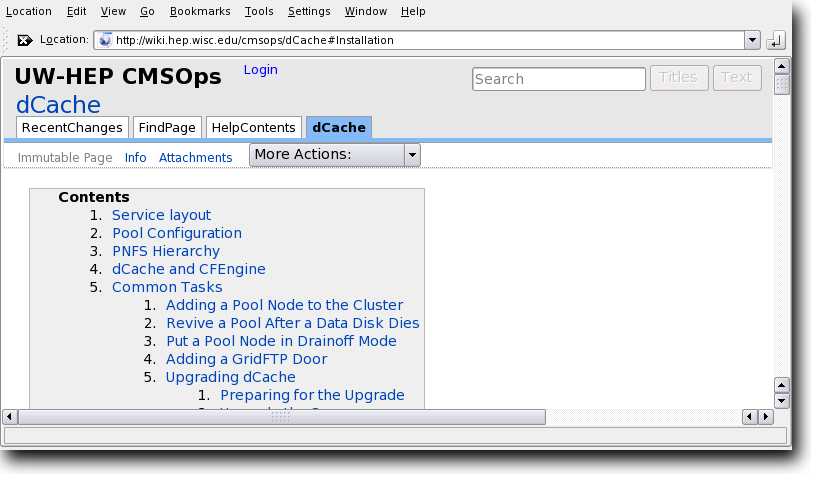 Location Edit View Go Bookmarks Tools Settings Window Help
Location: http://wiki.hep.wisc.edu/cmsops/dCache#Installation
UW-HEP CMSOps Login Search Titles Text
dCache
RecentChanges FindPage HelpContents dCache
Immutable Page Info Attachments More Actions:
Contents
1. Service layout
2. Pool Configuration
3. PNFS Hierarchy
4. dCache and CFEngine
5. Common Tasks
1. Adding a Pool Node to the Cluster
2. Revive a Pool After a Data Disk Dies
3. Put a Pool Node in Drainoff Mode
4. Adding a GridFTP Door
5. Upgrading dCache
1. Preparing for the Upgrade